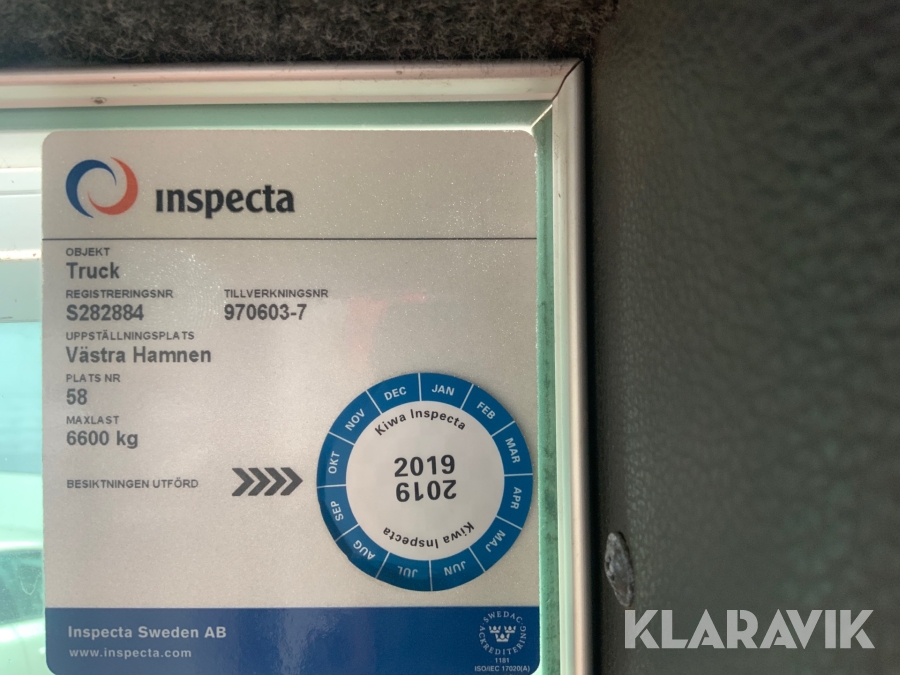 ınspecta
OBJEKT
Truck
REGISTRERINGSNR TILLVERKNINGSNR
S282884 970603-7
UPPSTÄLLNINGSPLATS
Västra Hamnen
PLATS NR
58
MAXLAST
6600 kg
BESIKTNINGEN UTFÖRD
JAN
FEB
MAR
APR
MAJ
JUN
JUL
AUG
SEP
OKT
NOV
DEC
Kiwa Inspecta
2019
2019
Kiwa Inspecta
Inspecta Sweden AB
www.inspecta.com
SWEDAC
ACKREDITERING
1181
ISO/IEC 17020(A)
KLARAVIK